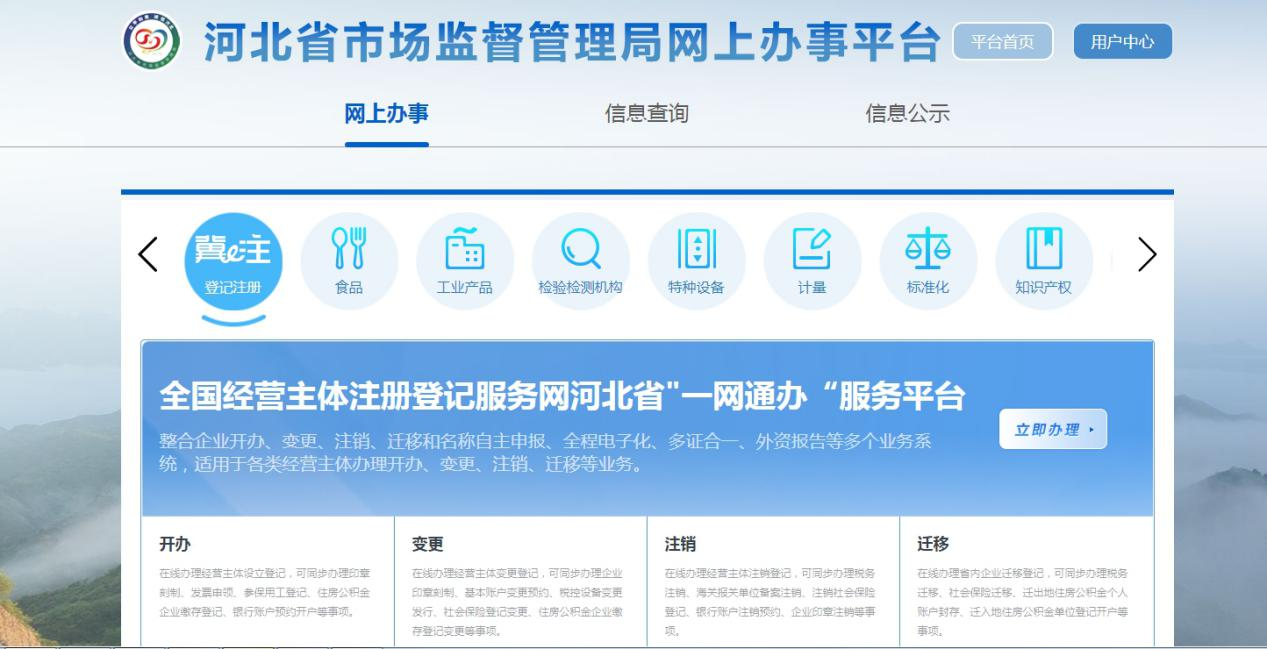 河北省市场监督管理局网上办事平台
平台首页
用户中心
网上办事
信息查询
信息公示
冀e注
登记注册
食品
工业产品
检验检测机构
特种设备
计量
标准化
知识产权
全国经营主体注册登记服务网河北省"一网通办“服务平台
整合企业开办、变更、注销、迁移和名称自主申报、全程电子化、多证合一、外资报告等多个业务系
统，适用于各类经营主体办理开办、变更、注销、迁移等业务。
立即办理
开办
在线办理经营主体设立登记，可同步办理印章
刻制、发票申领、参保用工登记、住房公积金
企业缴存登记、银行账户预约开户等事项。
变更
在线办理经营主体变更登记，可同步办理企业
印章刻制、基本账户变更预约、税控设备变更
发行、社会保险登记变更、住房公积金企业缴
存登记变更等事项。
注销
在线办理经营主体注销登记，可同步办理税务
注销、海关报关单位备案注销、注销社会保险
登记、银行账户注销预约、企业印章注销等事
项。
迁移
在线办理省内企业迁移登记，可同步办理税务
迁移、社会保险迁移、迁出地住房公积金个人
账户封存、迁入地住房公积金单位登记开户等
事项。